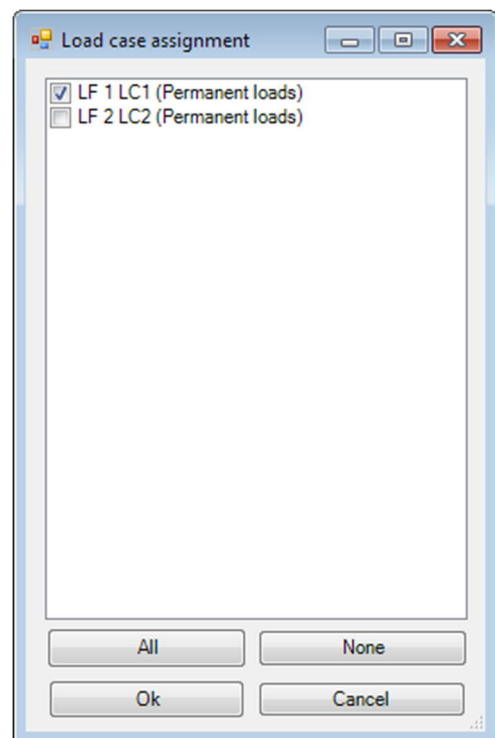 Load case assignment
LF 1 LC1 (Permanent loads)
LF 2 LC2 (Permanent loads)
All
None
Ok
Cancel